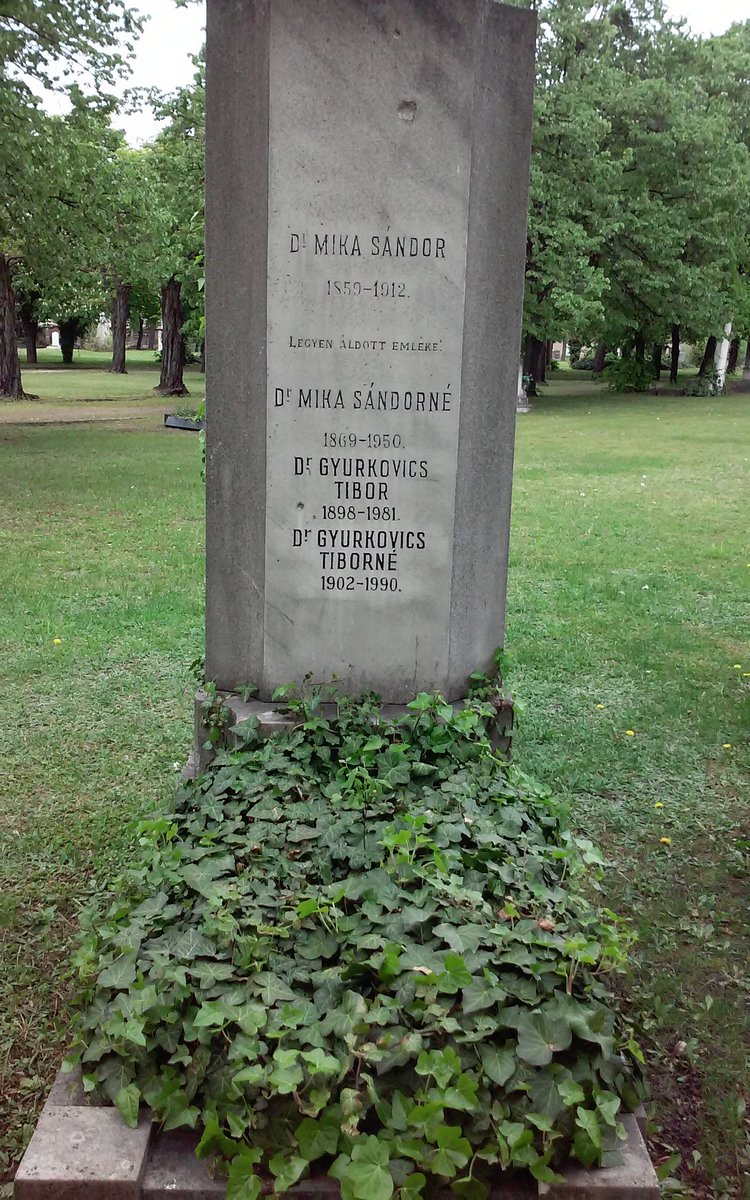 Dr MIKA SÁNDOR
1859-1912.
LEGYEN ÁLDOTT EMLÉKE!
Dr MIKA SÁNDORNÉ
1869-1950.
Dr GYURKOVICS
TIBOR
1898-1981.
Dr GYURKOVICS
TIBORNÉ
1902-1990.